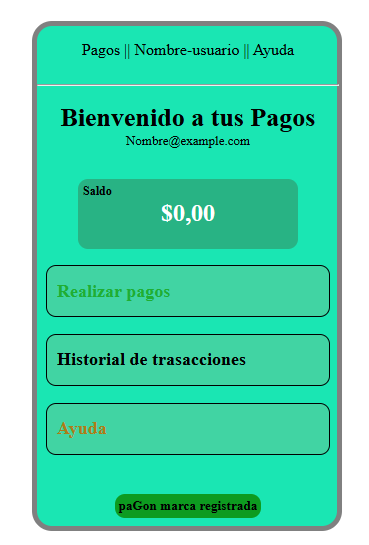 Pagos || Nombre-usuario || Ayuda
Bienvenido a tus Pagos
Nombre@example.com
Saldo
$0,00
Realizar pagos
Historial de trasacciones
Ayuda
paGon marca registrada